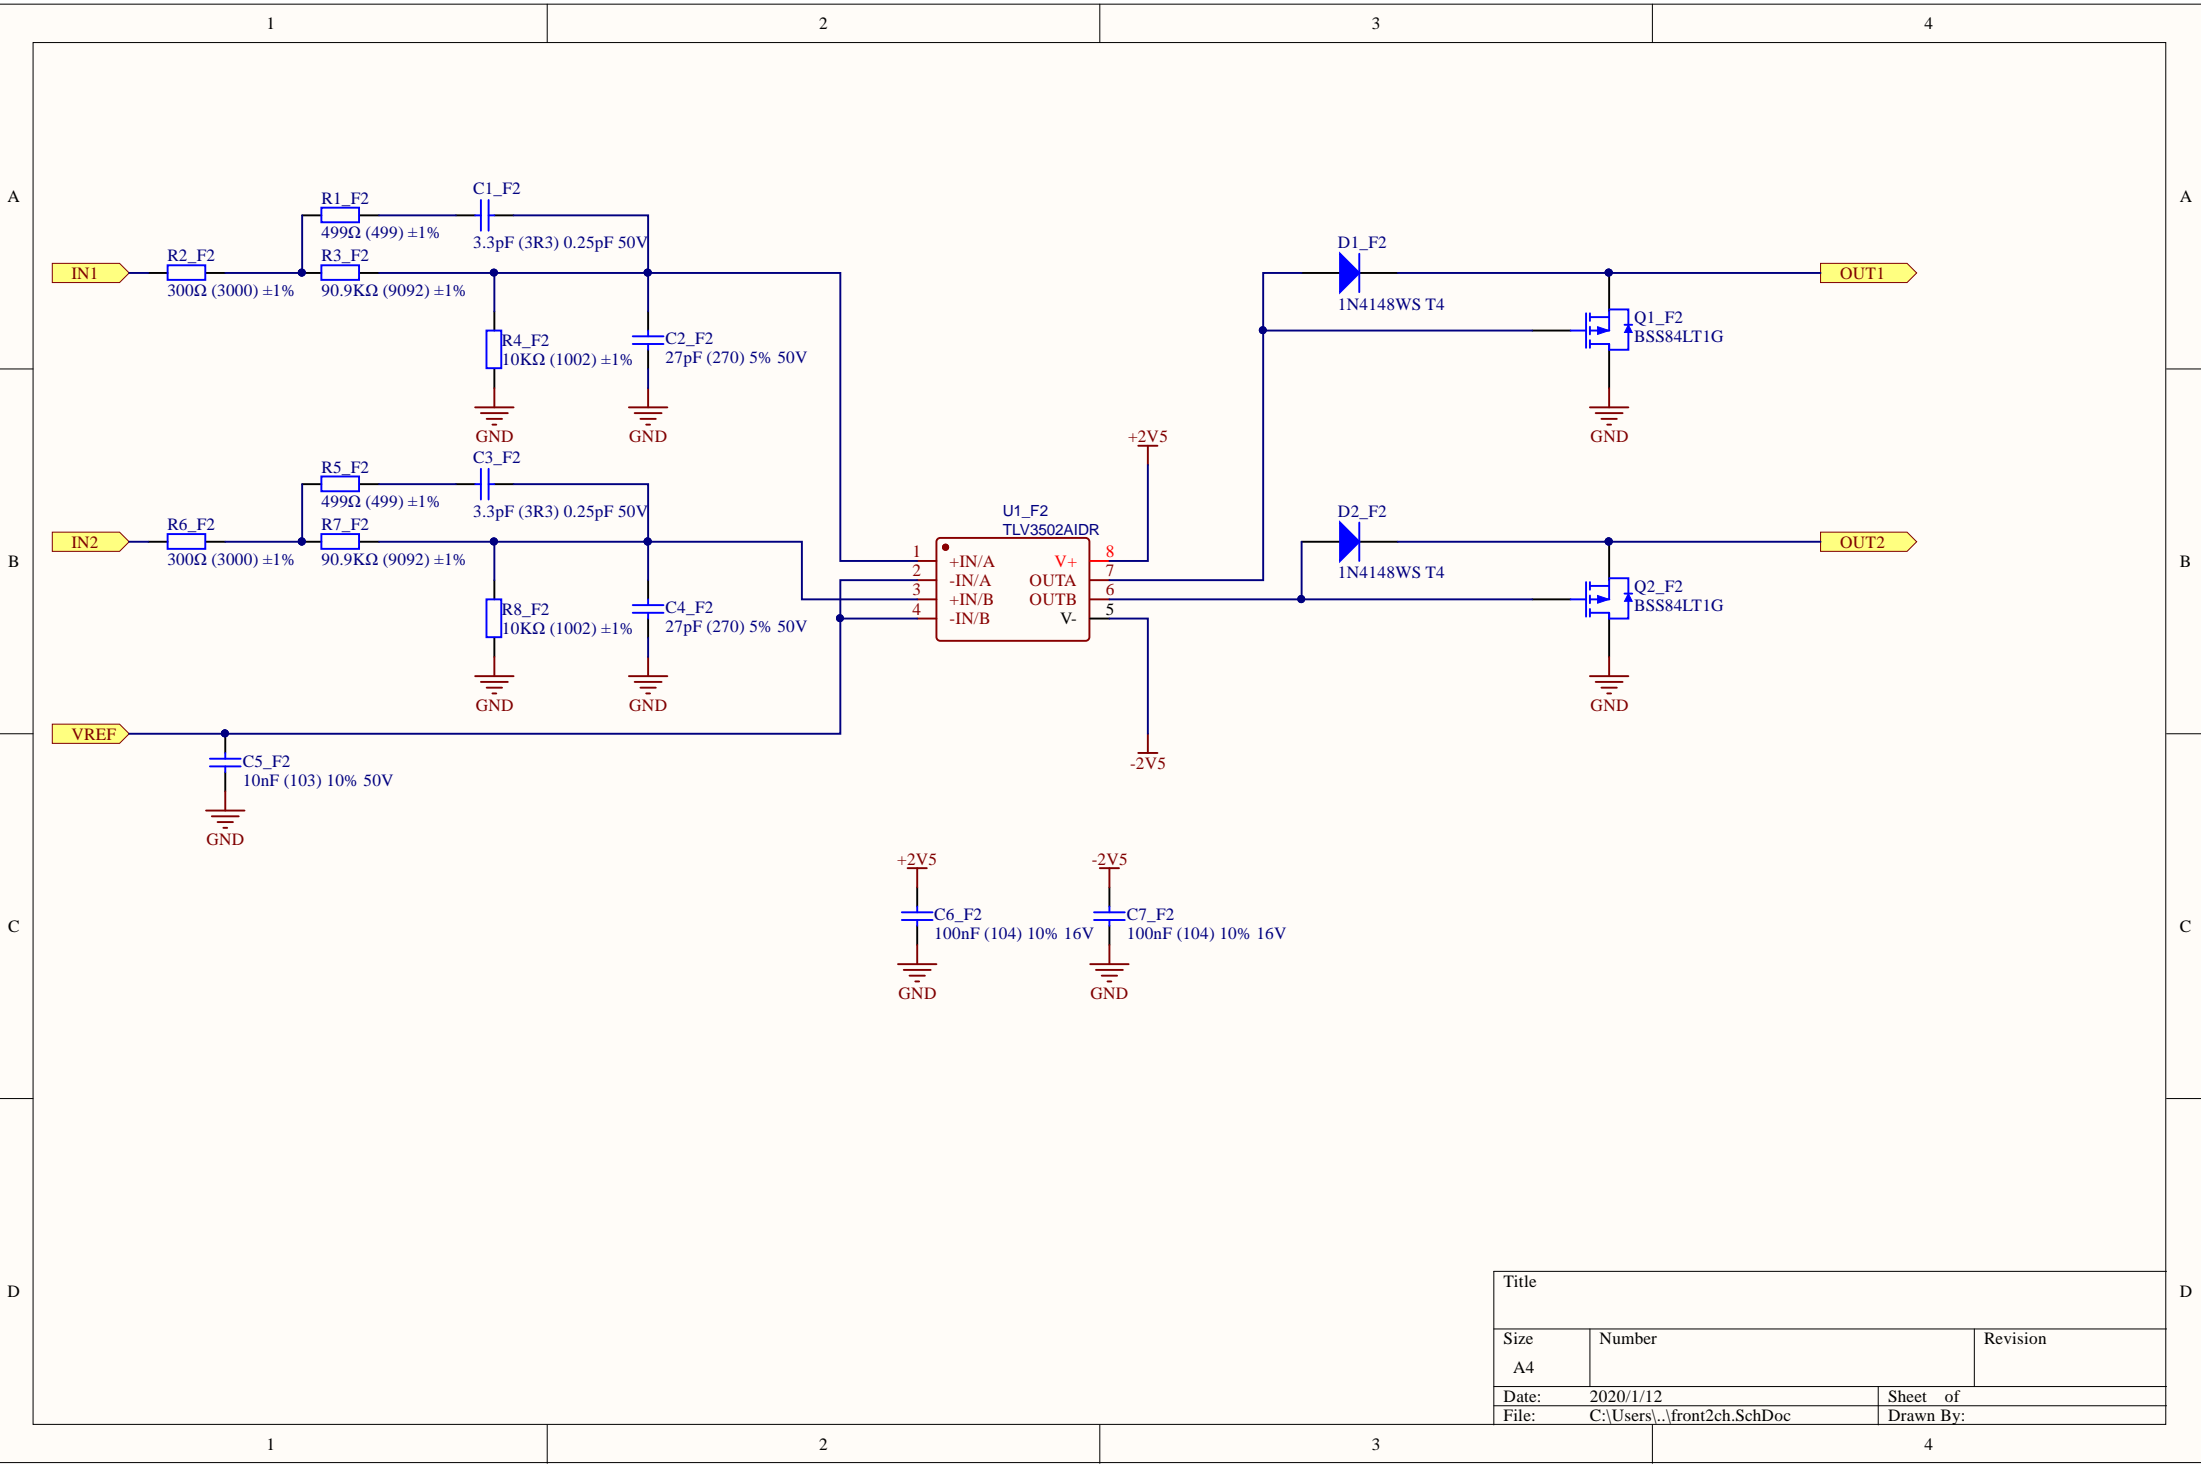 1 2 3 4
A A
C1_F2
R1_F2
499Ω (499) ±1%
3.3pF (3R3) 0.25pF 50V
R2_F2
R3_F2
IN1
300Ω (3000) ±1%
90.9KΩ (9092) ±1%
R4_F2
10KΩ (1002) ±1%
C2_F2
27pF (270) 5% 50V
GND
GND
D1_F2
1N4148WS T4
OUT1
Q1_F2
BSS84LT1G
GND
B B
C3_F2
R5_F2
499Ω (499) ±1%
3.3pF (3R3) 0.25pF 50V
R6_F2
R7_F2
IN2
300Ω (3000) ±1%
90.9KΩ (9092) ±1%
R8_F2
10KΩ (1002) ±1%
C4_F2
27pF (270) 5% 50V
GND
GND
+2V5
U1_F2
TLV3502AIDR
1 +IN/A V+ 8
2 -IN/A OUTA 7
3 +IN/B OUTB 6
4 -IN/B V- 5
-2V5
D2_F2
1N4148WS T4
OUT2
Q2_F2
BSS84LT1G
GND
VREF
C5_F2
10nF (103) 10% 50V
GND
C C
+2V5
C6_F2
100nF (104) 10% 16V
GND
-2V5
C7_F2
100nF (104) 10% 16V
GND
D D
Title
Size Number Revision
A4
Date: 2020/1/12 Sheet of
File: C:\Users\..\front2ch.SchDoc Drawn By:
1 2 3 4